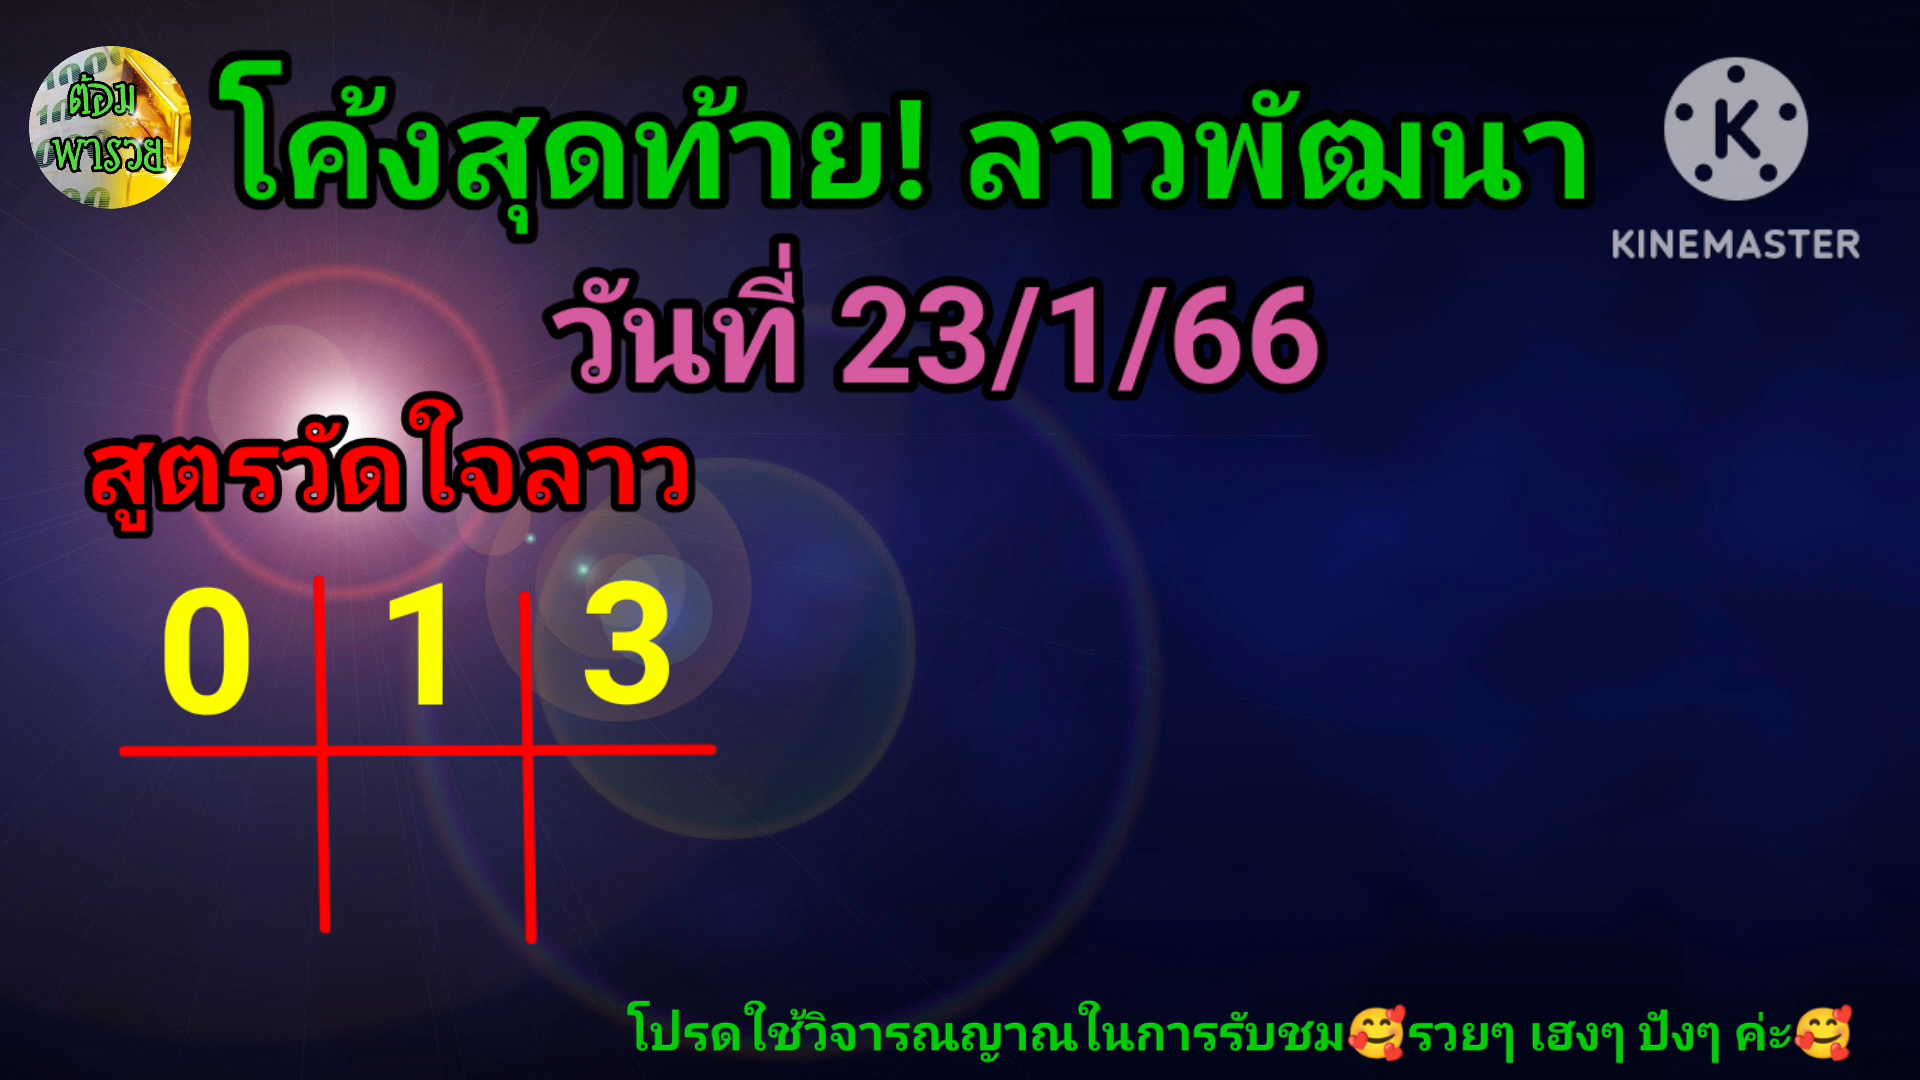 ต้อม
พารวย
โค้งสุดท้าย! ลาวพัฒนา
KINEMASTER
วันที่ 23/1/66
สูตรวัดใจลาว
0 1 3
โปรดใช้วิจารณญาณในการรับชม🥰รวยๆ เฮงๆ ปังๆ ค่ะ🥰